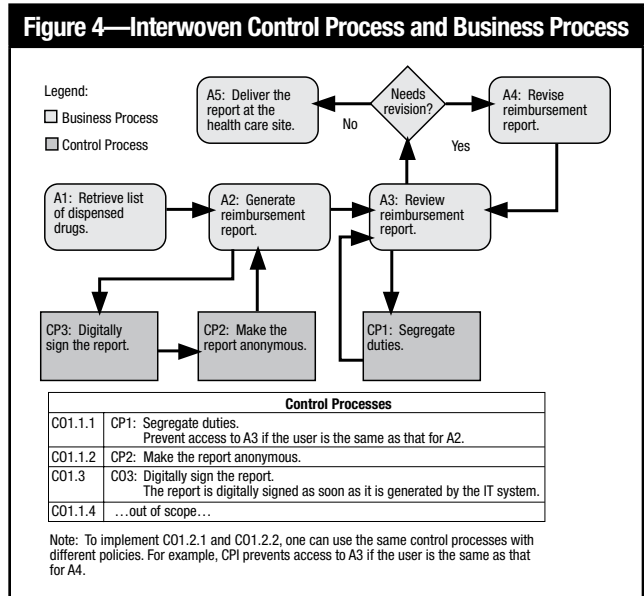 Figure 4—Interwoven Control Process and Business Process
Legend:
Business Process
Control Process
A5: Deliver the
report at the
health care site.
Needs
revision?
A4: Revise
reimbursement
report.
No
Yes
A1: Retrieve list
of dispensed
drugs.
A2: Generate
reimbursement
report.
A3: Review
reimbursement
report.
CP3: Digitally
sign the report.
CP2: Make the
report anonymous.
CP1: Segregate
duties.
Control Processes
CO1.1.1 CP1: Segregate duties.
Prevent access to A3 if the user is the same as that for A2.
CO1.1.2 CP2: Make the report anonymous.
CO1.3 CO3: Digitally sign the report.
The report is digitally signed as soon as it is generated by the IT system.
CO1.1.4 …out of scope…
Note: To implement CO1.2.1 and CO1.2.2, one can use the same control processes with
different policies. For example, CPI prevents access to A3 if the user is the same as that
for A4.